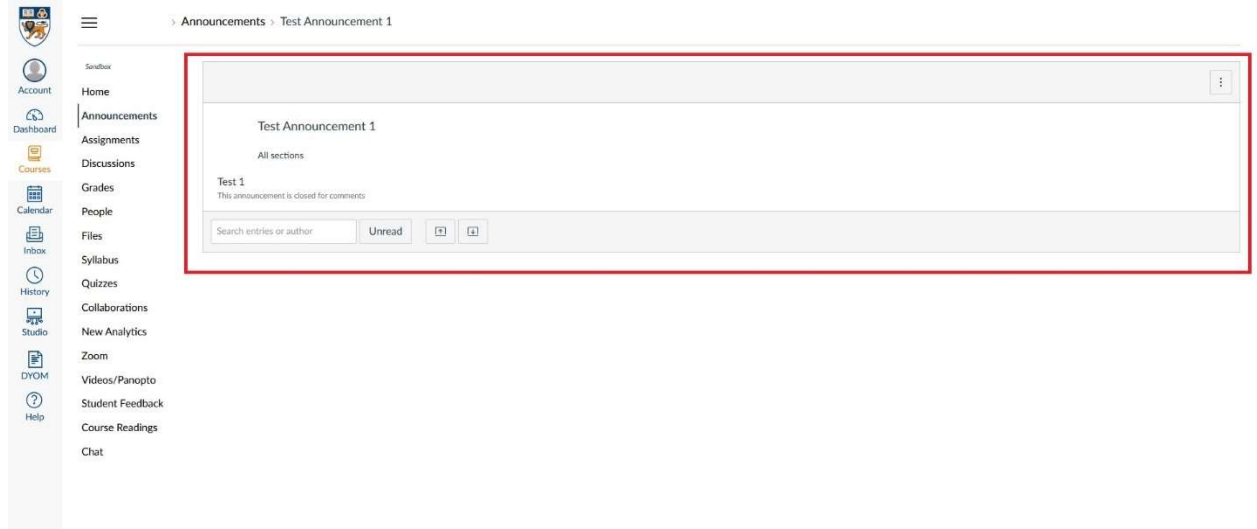 > Announcements > Test Announcement 1
Account
Dashboard
Courses
Calendar
Inbox
History
Studio
DYOM
Help
Sandbox
Home
Announcements
Assignments
Discussions
Grades
People
Files
Syllabus
Quizzes
Collaborations
New Analytics
Zoom
Videos/Panopto
Student Feedback
Course Readings
Chat
Test Announcement 1
All sections
Test 1
This announcement is closed for comments
Search entries or author Unread